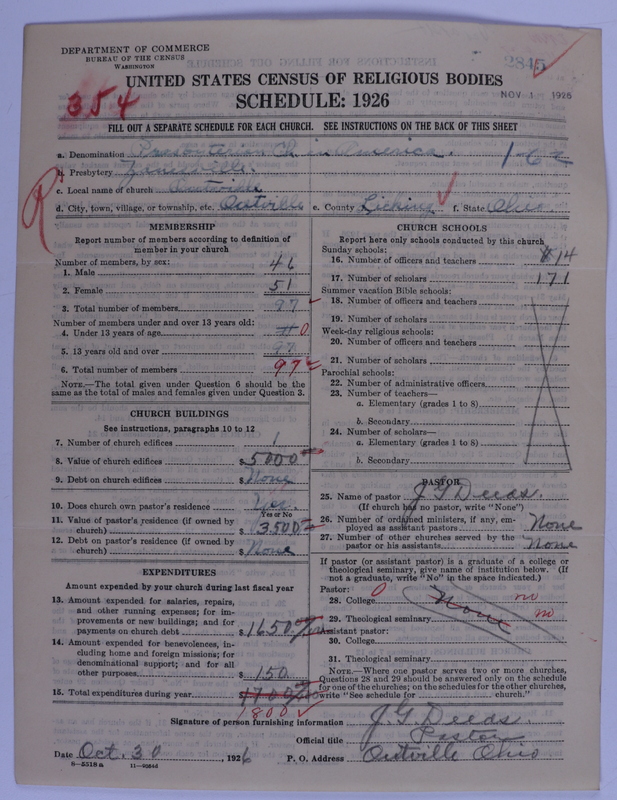 DEPARTMENT OF COMMERCE
BUREAU OF THE CENSUS
WASHINGTON
2845
NOV 1 1926
354
UNITED STATES CENSUS OF RELIGIOUS BODIES
SCHEDULE: 1926
FILL OUT A SEPARATE SCHEDULE FOR EACH CHURCH. SEE INSTRUCTIONS ON THE BACK OF THIS SHEET
a. Denomination Presbyterian Ch. in America.
b. Presbytery Zanesville.
c. Local name of church Outville
d. City, town, village, or township, etc. Outville e. County Licking f. State Ohio.
R
MEMBERSHIP
Report number of members according to definition of member in your church
Number of members, by sex:
1. Male 46
2. Female 51
3. Total number of members 97
Number of members under and over 13 years old:
4. Under 13 years of age 0
5. 13 years old and over 97
6. Total number of members 97
NOTE.—The total given under Question 6 should be the same as the total of males and females given under Question 3.
CHURCH BUILDINGS
See instructions, paragraphs 10 to 12
7. Number of church edifices 1
8. Value of church edifices $ 5000
9. Debt on church edifices $ None
10. Does church own pastor's residence Yes.
Yes or No
11. Value of pastor's residence (if owned by church) $ 3500
12. Debt on pastor's residence (if owned by church) $ None
EXPENDITURES
Amount expended by your church during last fiscal year
13. Amount expended for salaries, repairs, and other running expenses; for improvements or new buildings; and for payments on church debt $ 1650
14. Amount expended for benevolences, including home and foreign missions; for denominational support; and for all other purposes $ 150
15. Total expenditures during year $ 1700
1800
CHURCH SCHOOLS
Report here only schools conducted by this church
Sunday schools:
16. Number of officers and teachers 14
17. Number of scholars 171
Summer vacation Bible schools:
18. Number of officers and teachers
19. Number of scholars
Week-day religious schools:
20. Number of officers and teachers
21. Number of scholars
Parochial schools:
22. Number of administrative officers
23. Number of teachers—
a. Elementary (grades 1 to 8)
b. Secondary
24. Number of scholars—
a. Elementary (grades 1 to 8)
b. Secondary
PASTOR
25. Name of pastor J G Deeds.
(If church has no pastor, write "None")
26. Number of ordained ministers, if any, employed as assistant pastors None
27. Number of other churches served by the pastor or his assistants None
If pastor (or assistant pastor) is a graduate of a college or theological seminary, give name of institution below. (If not a graduate, write "No" in the space indicated.)
Pastor:
28. College None no
29. Theological seminary no
Assistant pastor:
30. College
31. Theological seminary
NOTE.—Where one pastor serves two or more churches, Questions 28 and 29 should be answered only on the schedule for one of the churches; on the schedules for the other churches, write "See schedule for church."
Signature of person furnishing information J. G. Deeds
Official title Pastor
Date Oct. 30, 1926 P. O. Address Outville Ohio
8—5518a